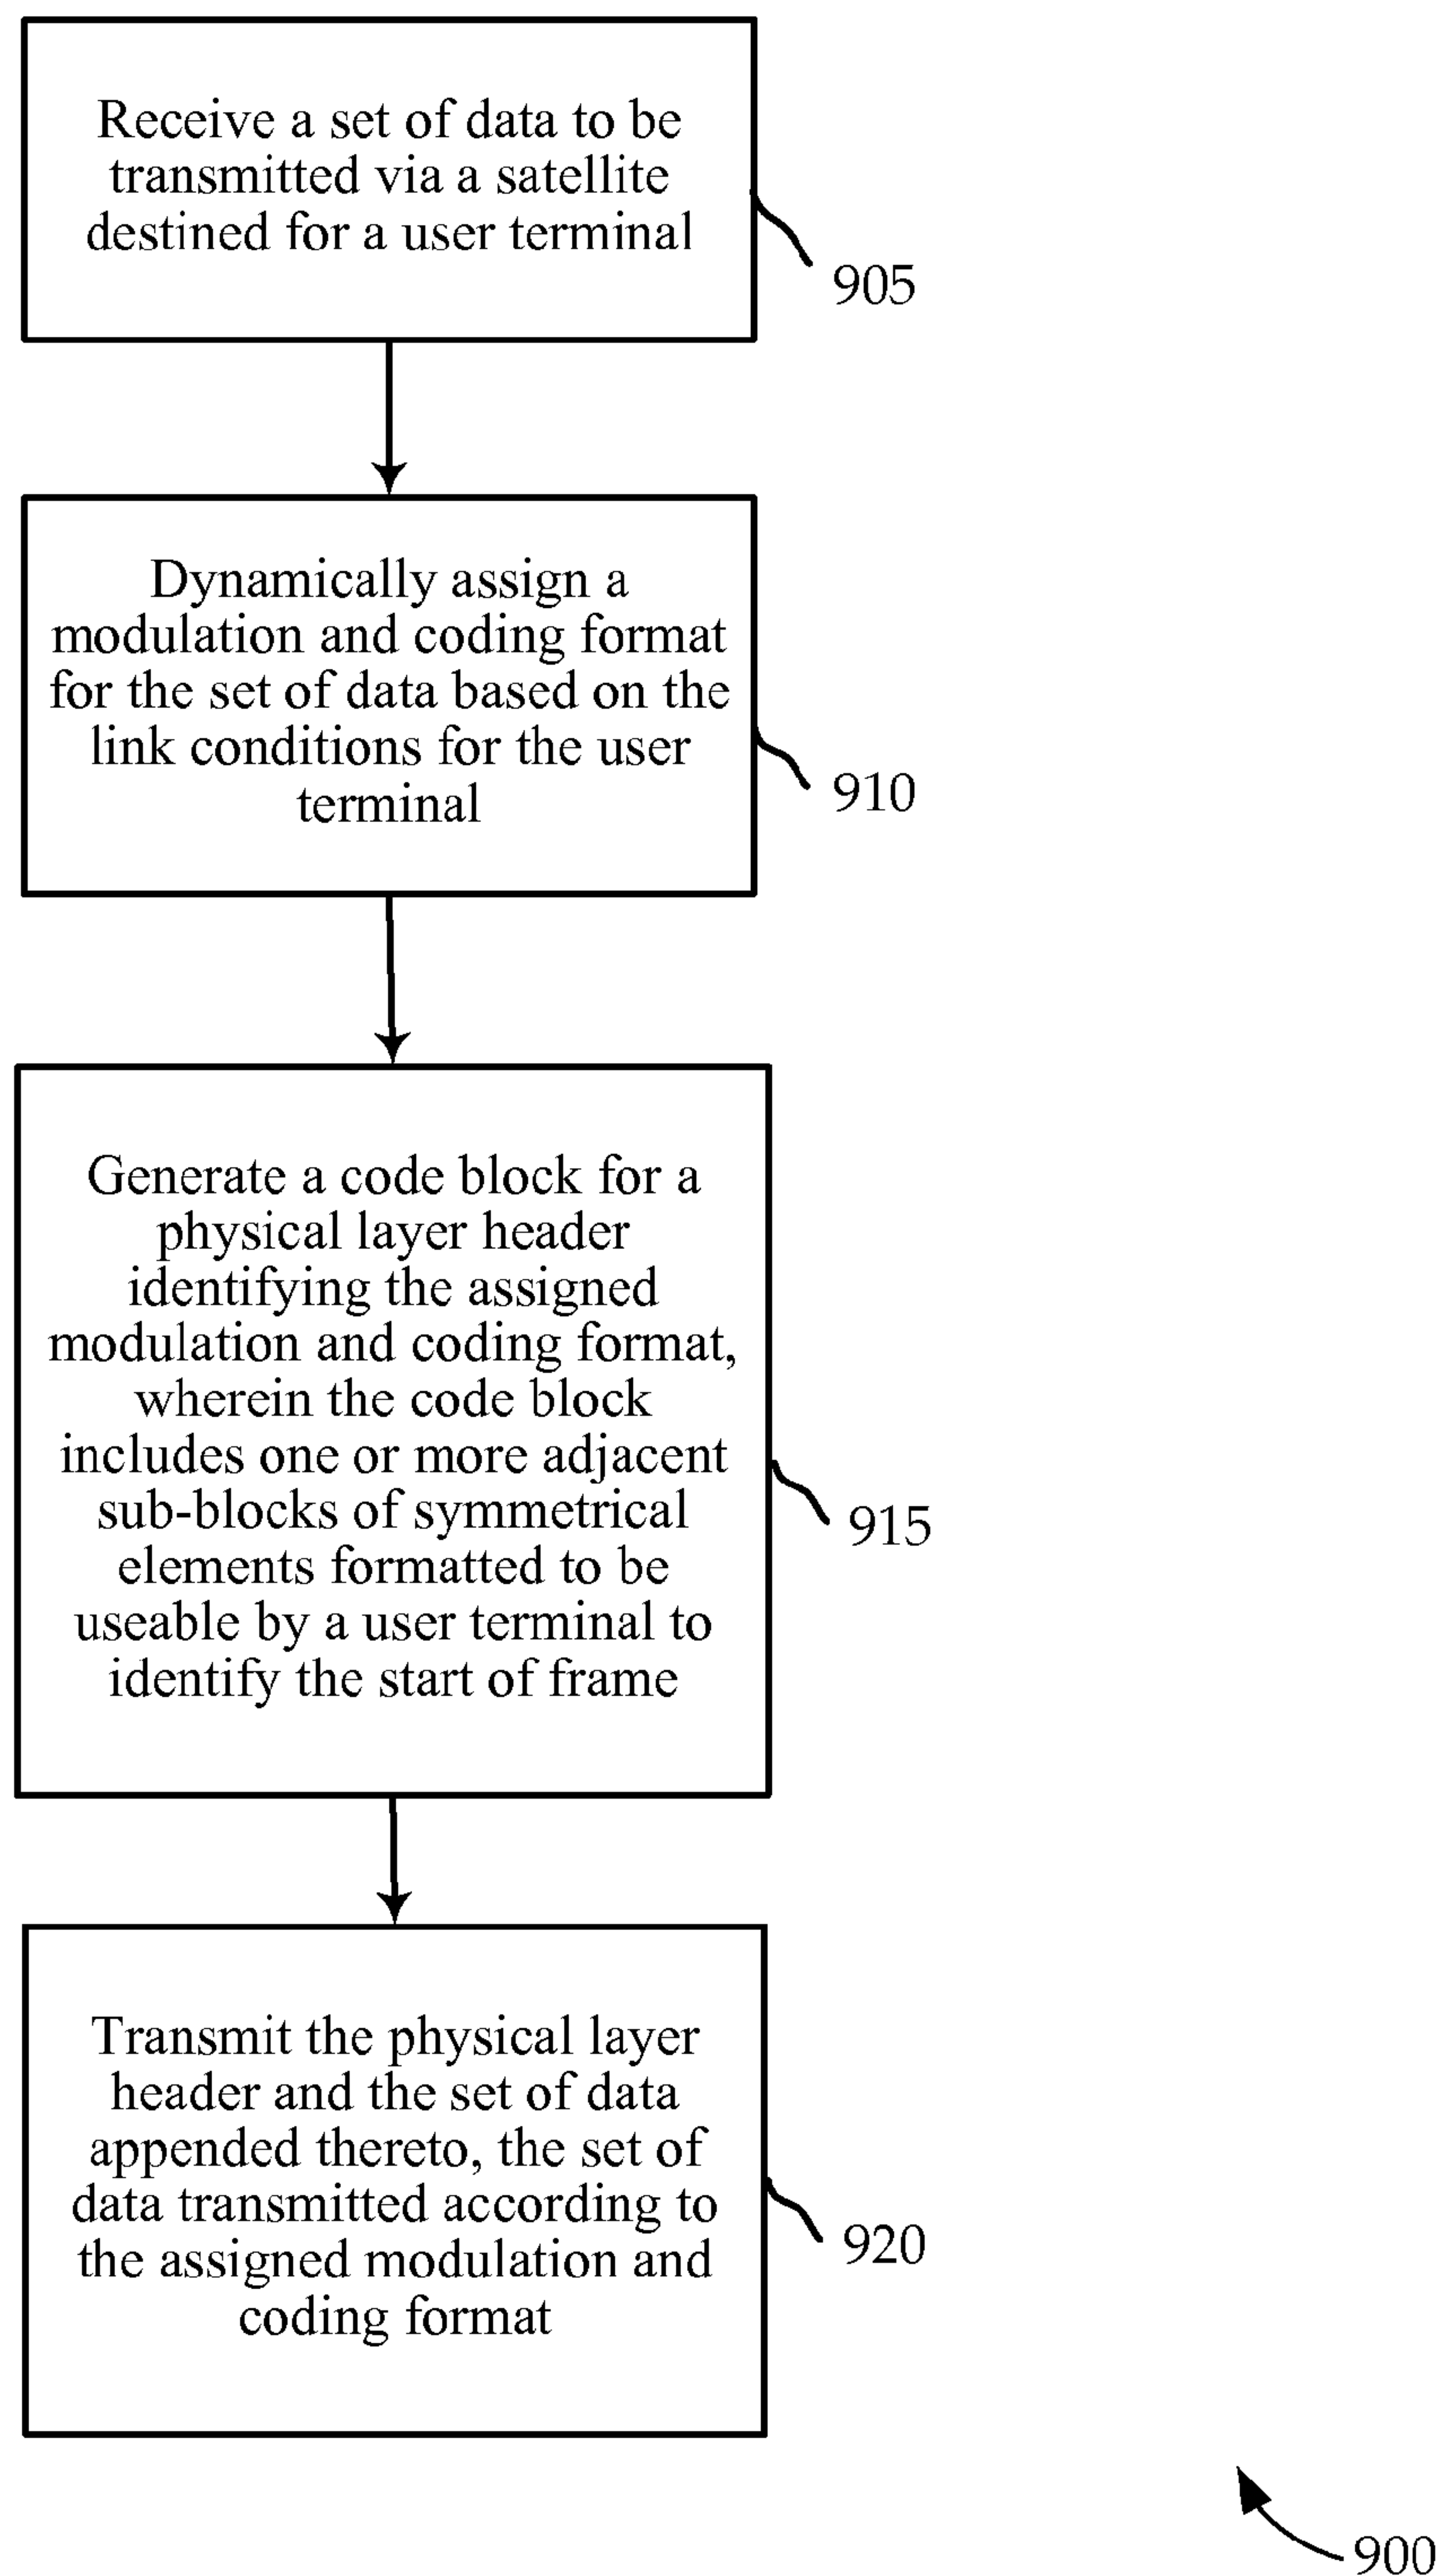 Receive a set of data to be
transmitted via a satellite
destined for a user terminal
905
Dynamically assign a
modulation and coding format
for the set of data based on the
link conditions for the user
terminal
910
Generate a code block for a
physical layer header
identifying the assigned
modulation and coding format,
wherein the code block
includes one or more adjacent
sub-blocks of symmetrical
elements formatted to be
useable by a user terminal to
identify the start of frame
915
Transmit the physical layer
header and the set of data
appended thereto, the set of
data transmitted according to
the assigned modulation and
coding format
920
900